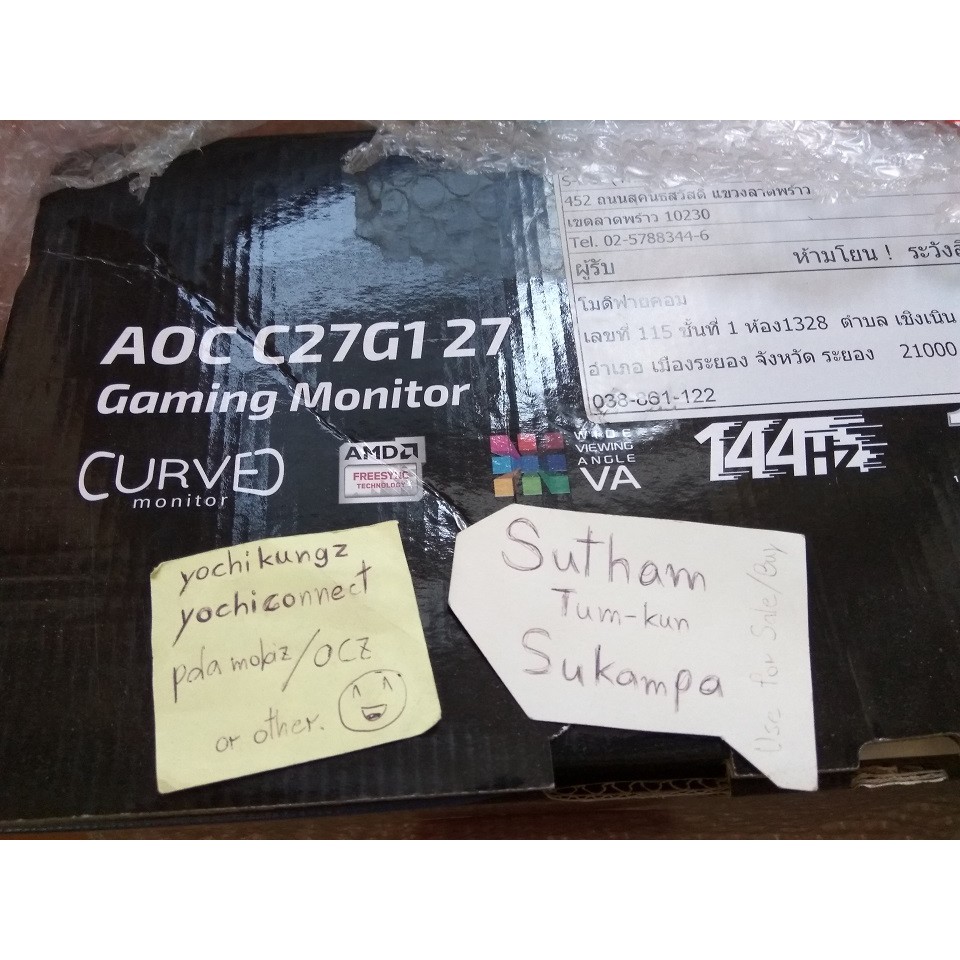 452 ถนนสุคนธสวัสดิ์ แขวงลาดพร้าว
เขตลาดพร้าว 10230
Tel. 02-5788344-6
ผู้รับ
ห้ามโยน ! ระวัง
โมดิฟายคอม
เลขที่ 115 ชั้นที่ 1 ห้อง1328 ตำบล เชิงเนิน
อำเภอ เมืองระยอง จังหวัด ระยอง 21000
038-861-122
AOC C27G1 27
Gaming Monitor
CURVED
monitor
AMD
FREESYNC
TECHNOLOGY
WIDE
VIEWING
ANGLE
VA
144Hz
yochikungz
yochiconnect
pdamobiz/OCZ
or other.
Sutham
Tum-kun
Sukampa
Use for Sale/Buy